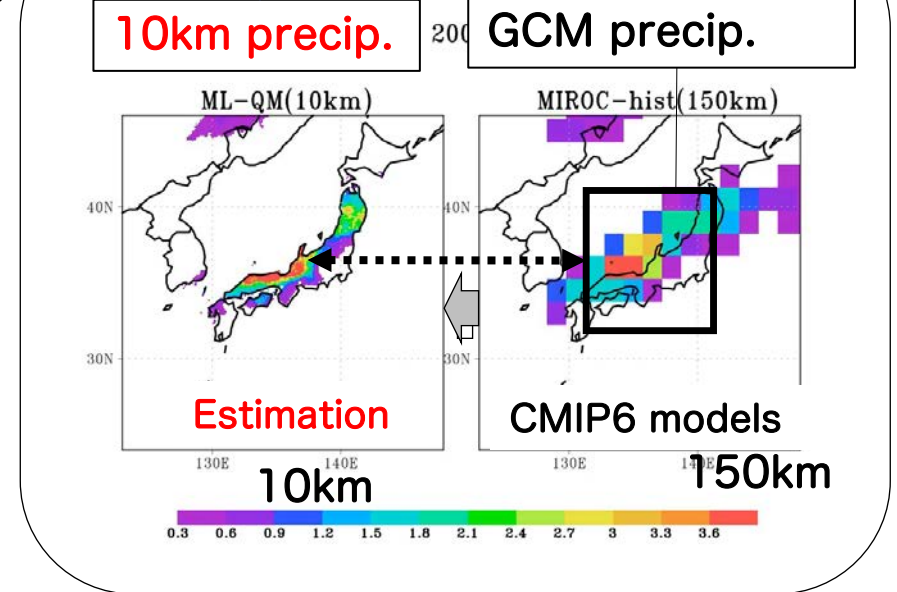 10km precip.
200
GCM precip.
ML-QM(10km)
MIROC-hist(150km)
40N
40N
30N
30N
Estimation
CMIP6 models
130E
140E
130E
140E
10km
150km
0.3 0.6 0.9 1.2 1.5 1.8 2.1 2.4 2.7 3 3.3 3.6